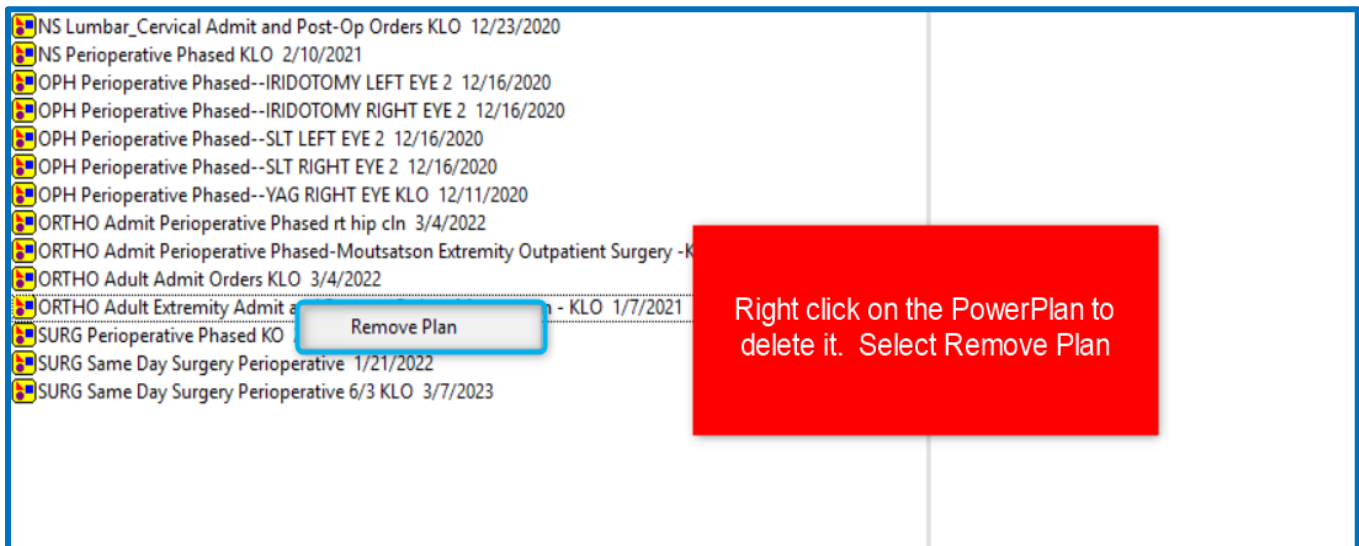 NS Lumbar_Cervical Admit and Post-Op Orders KLO 12/23/2020
NS Perioperative Phased KLO 2/10/2021
OPH Perioperative Phased--IRIDOTOMY LEFT EYE 2 12/16/2020
OPH Perioperative Phased--IRIDOTOMY RIGHT EYE 2 12/16/2020
OPH Perioperative Phased--SLT LEFT EYE 2 12/16/2020
OPH Perioperative Phased--SLT RIGHT EYE 2 12/16/2020
OPH Perioperative Phased--YAG RIGHT EYE KLO 12/11/2020
ORTHO Admit Perioperative Phased rt hip cln 3/4/2022
ORTHO Admit Perioperative Phased-Moutsatson Extremity Outpatient Surgery -K
ORTHO Adult Admit Orders KLO 3/4/2022
ORTHO Adult Extremity Admit - KLO 1/7/2021
Remove Plan
SURG Perioperative Phased KO
SURG Same Day Surgery Perioperative 1/21/2022
SURG Same Day Surgery Perioperative 6/3 KLO 3/7/2023
Right click on the PowerPlan to
delete it. Select Remove Plan